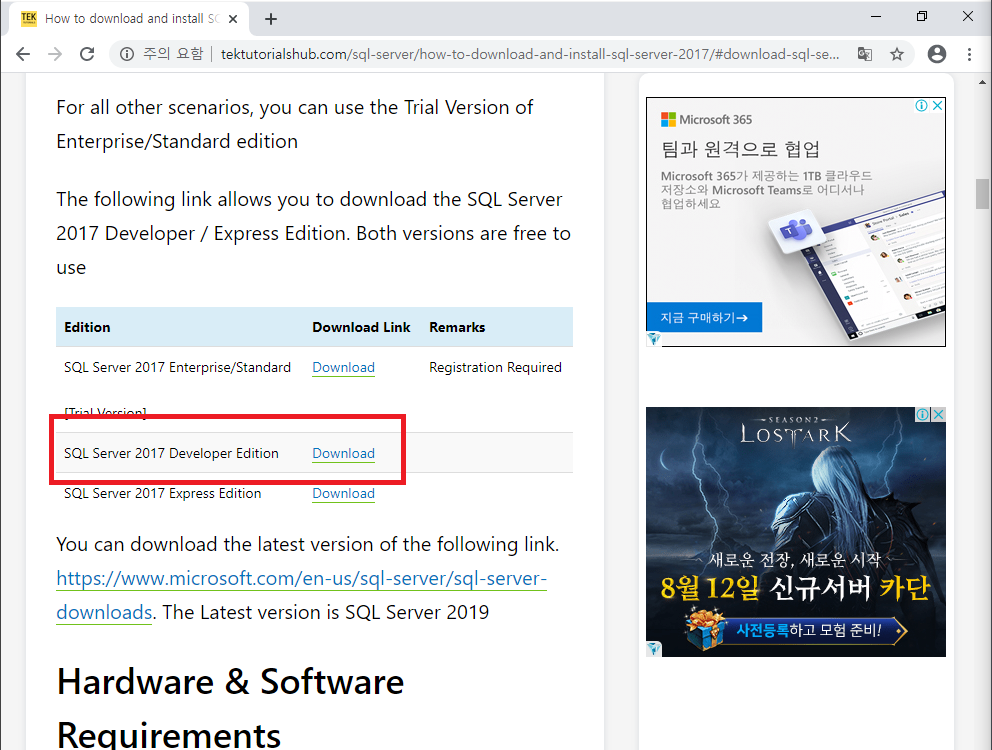 TEK
How to download and install SQ
주의 요함
tektutorialshub.com/sql-server/how-to-download-and-install-sql-server-2017/#download-sql-se...
For all other scenarios, you can use the Trial Version of
Enterprise/Standard edition
The following link allows you to download the SQL Server
2017 Developer / Express Edition. Both versions are free to
use
Edition Download Link Remarks
SQL Server 2017 Enterprise/Standard Download Registration Required
[Trial Version]
SQL Server 2017 Developer Edition Download
SQL Server 2017 Express Edition Download
You can download the latest version of the following link.
https://www.microsoft.com/en-us/sql-server/sql-server-
downloads. The Latest version is SQL Server 2019
Hardware & Software
Requirements
Microsoft 365
팀과 원격으로 협업
Microsoft 365가 제공하는 1TB 클라우드
저장소와 Microsoft Teams로 어디서나
협업하세요
지금 구매하기→
SEASON2
LOSTARK
새로운 전장, 새로운 시작
8월 12일 신규서버 카단
사전등록하고 모험 준비!